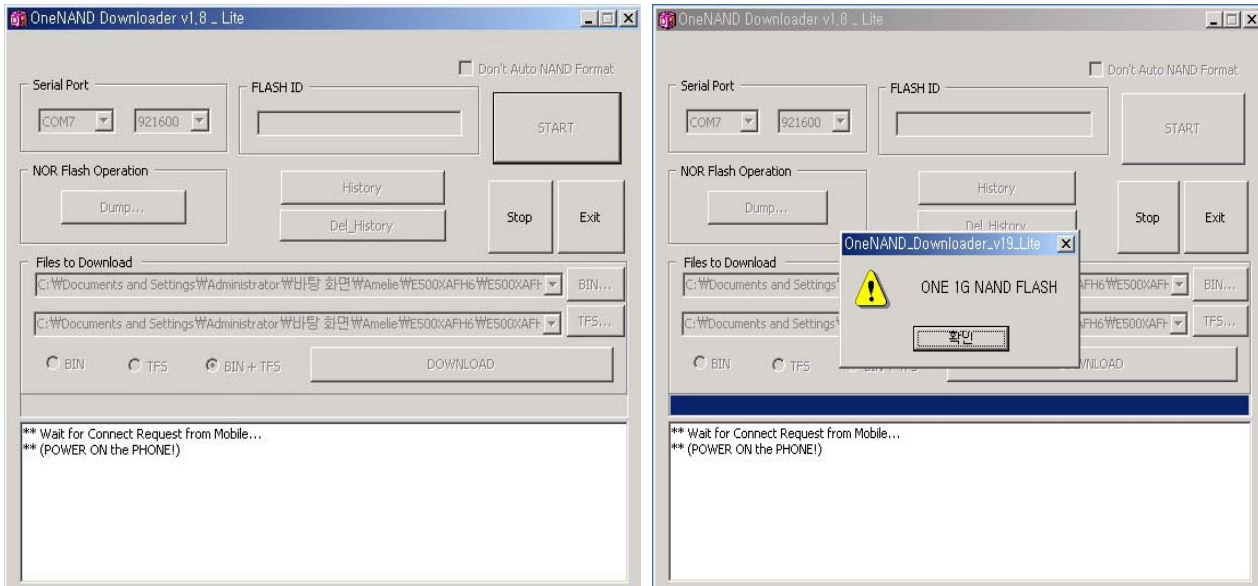 OneNAND Downloader v1,8 _ Lite
Don't Auto NAND Format
Serial Port
FLASH ID
COM7
921600
START
NOR Flash Operation
Dump...
History
Del_History
Stop
Exit
Files to Download
C:₩Documents and Settings₩Administrator₩바탕 화면₩Amelie₩E500XAFH6₩E500XAFH
BIN...
C:₩Documents and Settings₩Administrator₩바탕 화면₩Amelie₩E500XAFH6₩E500XAFH
TFS...
BIN
TFS
BIN + TFS
DOWNLOAD
** Wait for Connect Request from Mobile...
** (POWER ON the PHONE!)
OneNAND Downloader v1,8 _ Lite
Don't Auto NAND Format
Serial Port
FLASH ID
COM7
921600
START
NOR Flash Operation
Dump...
History
Del_History
Stop
Exit
OneNAND_Downloader_v19_Lite
ONE 1G NAND FLASH
확인
Files to Download
C:₩Documents and Settings₩
AFH6₩E500XAFH
BIN...
C:₩Documents and Settings₩
AFH6₩E500XAFH
TFS...
BIN
TFS
** Wait for Connect Request from Mobile...
** (POWER ON the PHONE!)